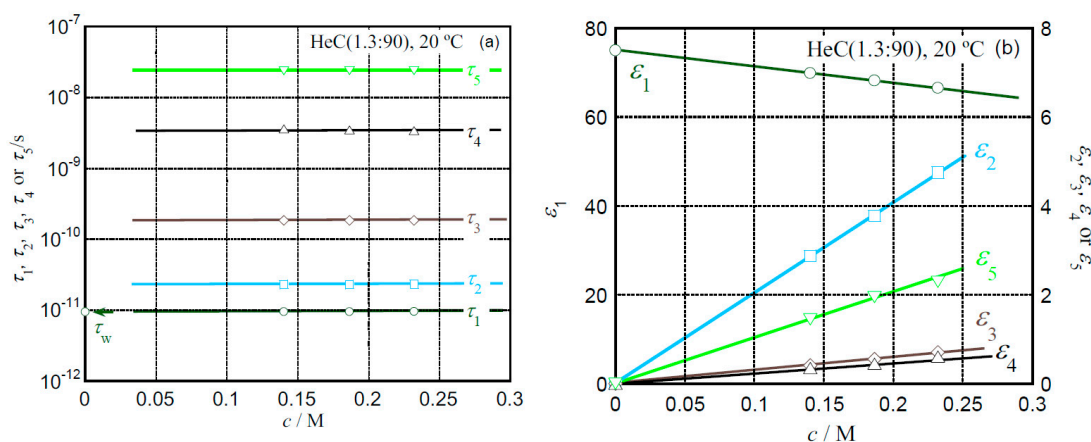 HeC(1.3:90), 20 ºC (a)
τ1, τ2, τ3, τ4 or τ5/s
10-7
10-8
10-9
10-10
10-11
10-12
τ5
τ4
τ3
τ2
τ1
τw
0 0.05 0.1 0.15 0.2 0.25 0.3
c / M
HeC(1.3:90), 20 ºC (b)
ε1
80
60
40
20
0
ε1
ε2
ε5
ε3
ε4
8
6
4
2
0
ε2, ε3, ε4 or ε5
0 0.05 0.1 0.15 0.2 0.25 0.3
c / M